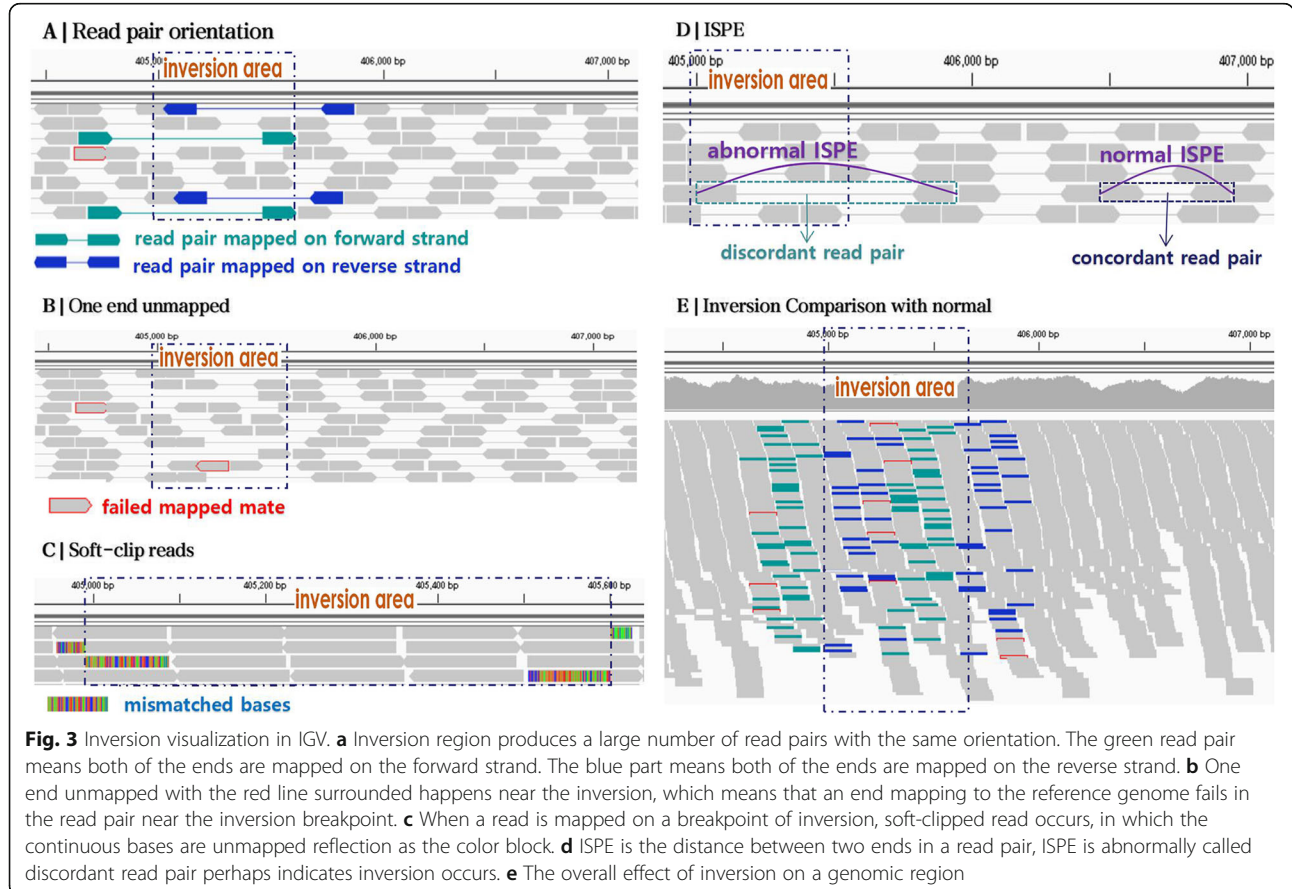 A | Read pair orientation
405,000 bp
406,000 bp
407,000 bp
inversion area
read pair mapped on forward strand
read pair mapped on reverse strand
B | One end unmapped
405,000 bp
406,000 bp
407,000 bp
inversion area
failed mapped mate
C | Soft-clip reads
405,000 bp
405,200 bp
405,400 bp
405,600 bp
inversion area
mismatched bases
D | ISPE
405,000 bp
406,000 bp
407,000 bp
inversion area
abnormal ISPE
normal ISPE
discordant read pair
concordant read pair
E | Inversion Comparison with normal
405,000 bp
406,000 bp
407,000 bp
inversion area
Fig. 3 Inversion visualization in IGV. a Inversion region produces a large number of read pairs with the same orientation. The green read pair
means both of the ends are mapped on the forward strand. The blue part means both of the ends are mapped on the reverse strand. b One
end unmapped with the red line surrounded happens near the inversion, which means that an end mapping to the reference genome fails in
the read pair near the inversion breakpoint. c When a read is mapped on a breakpoint of inversion, soft-clipped read occurs, in which the
continuous bases are unmapped reflection as the color block. d ISPE is the distance between two ends in a read pair, ISPE is abnormally called
discordant read pair perhaps indicates inversion occurs. e The overall effect of inversion on a genomic region